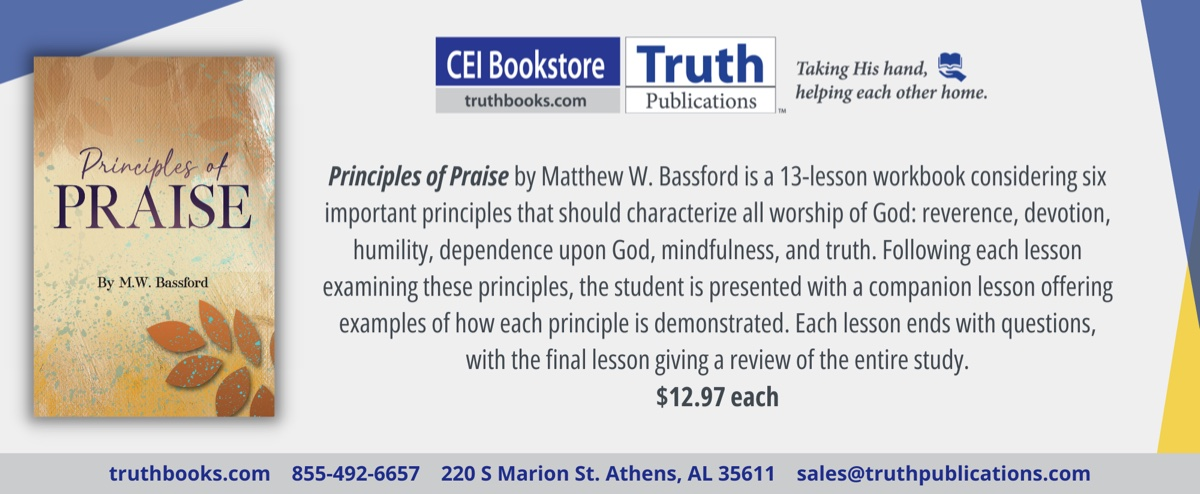 Principles of
PRAISE
By M.W. Bassford
CEI Bookstore
truthbooks.com
Truth
Publications
™
Taking His hand,
helping each other home.
Principles of Praise by Matthew W. Bassford is a 13-lesson workbook considering six
important principles that should characterize all worship of God: reverence, devotion,
humility, dependence upon God, mindfulness, and truth. Following each lesson
examining these principles, the student is presented with a companion lesson offering
examples of how each principle is demonstrated. Each lesson ends with questions,
with the final lesson giving a review of the entire study.
$12.97 each
truthbooks.com 855-492-6657 220 S Marion St. Athens, AL 35611 sales@truthpublications.com